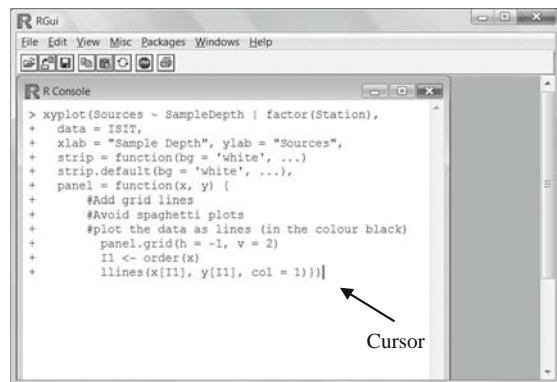 R RGui
File Edit View Misc Packages Windows Help
R R Console
> xyplot(Sources ~ SampleDepth | factor(Station),
+   data = ISIT,
+   xlab = "Sample Depth", ylab = "Sources",
+   strip = function(bg = 'white', ...)
+   strip.default(bg = 'white', ...),
+   panel = function(x, y) {
+       #Add grid lines
+       #Avoid spaghetti plots
+       #plot the data as lines (in the colour black)
+         panel.grid(h = -1, v = 2)
+         I1 <- order(x)
+         llines(x[I1], y[I1], col = 1)})
Cursor